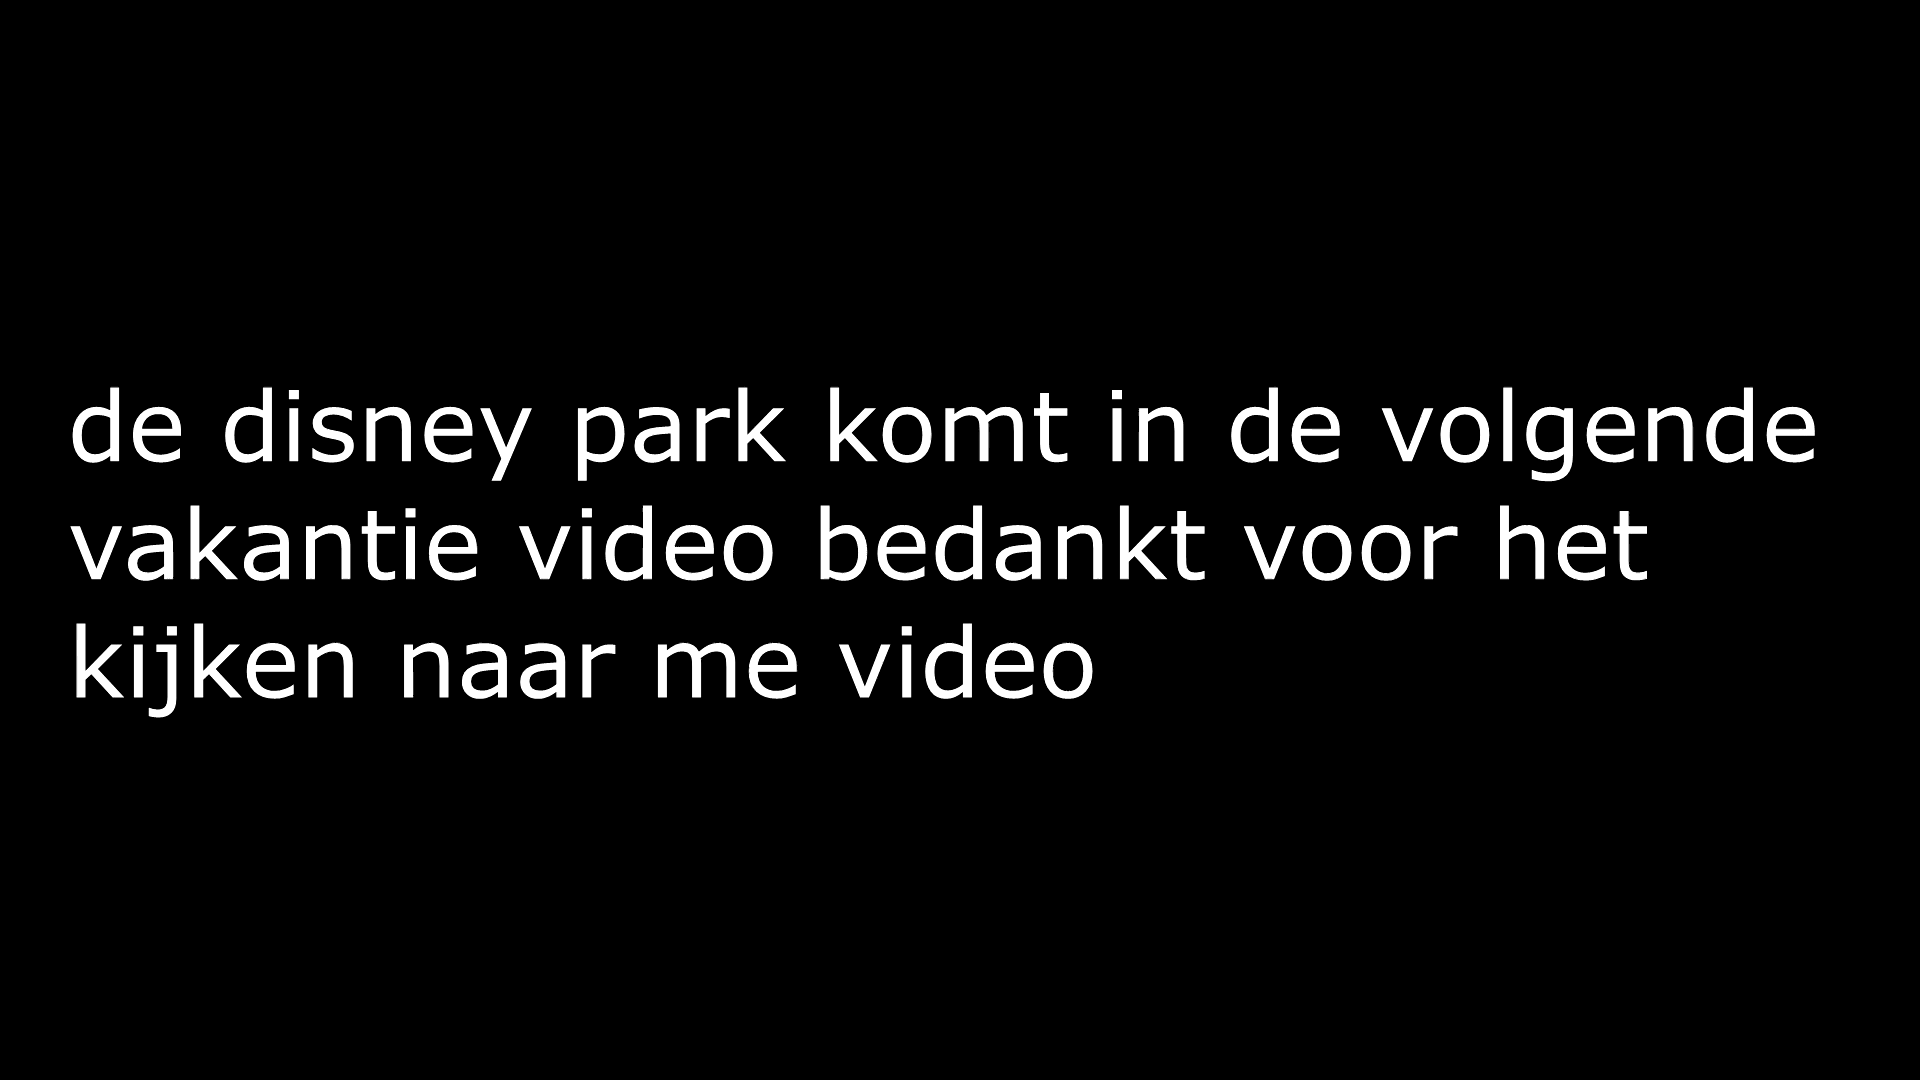 de disney park komt in de volgende
vakantie video bedankt voor het
kijken naar me video